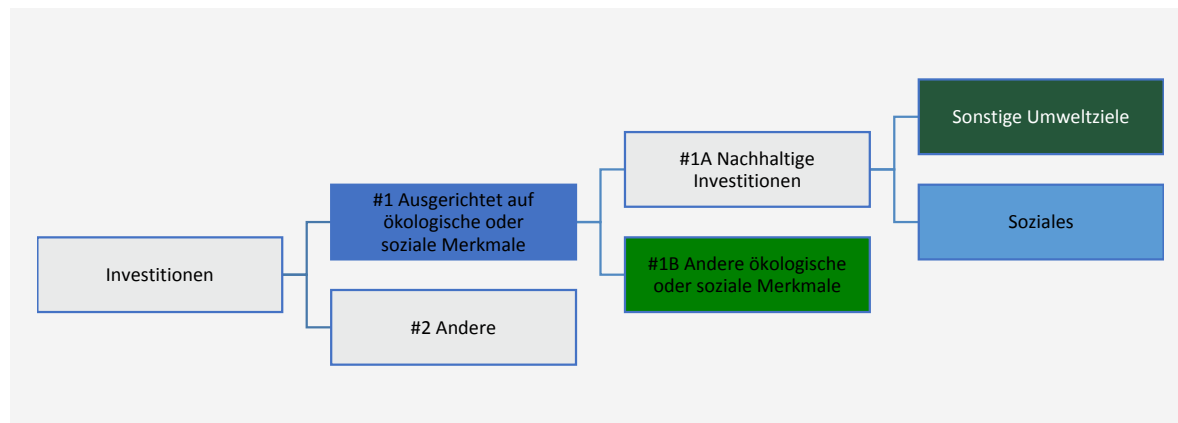 Investitionen
#1 Ausgerichtet auf
ökologische oder
soziale Merkmale
#2 Andere
#1A Nachhaltige
Investitionen
#1B Andere ökologische
oder soziale Merkmale
Sonstige Umweltziele
Soziales